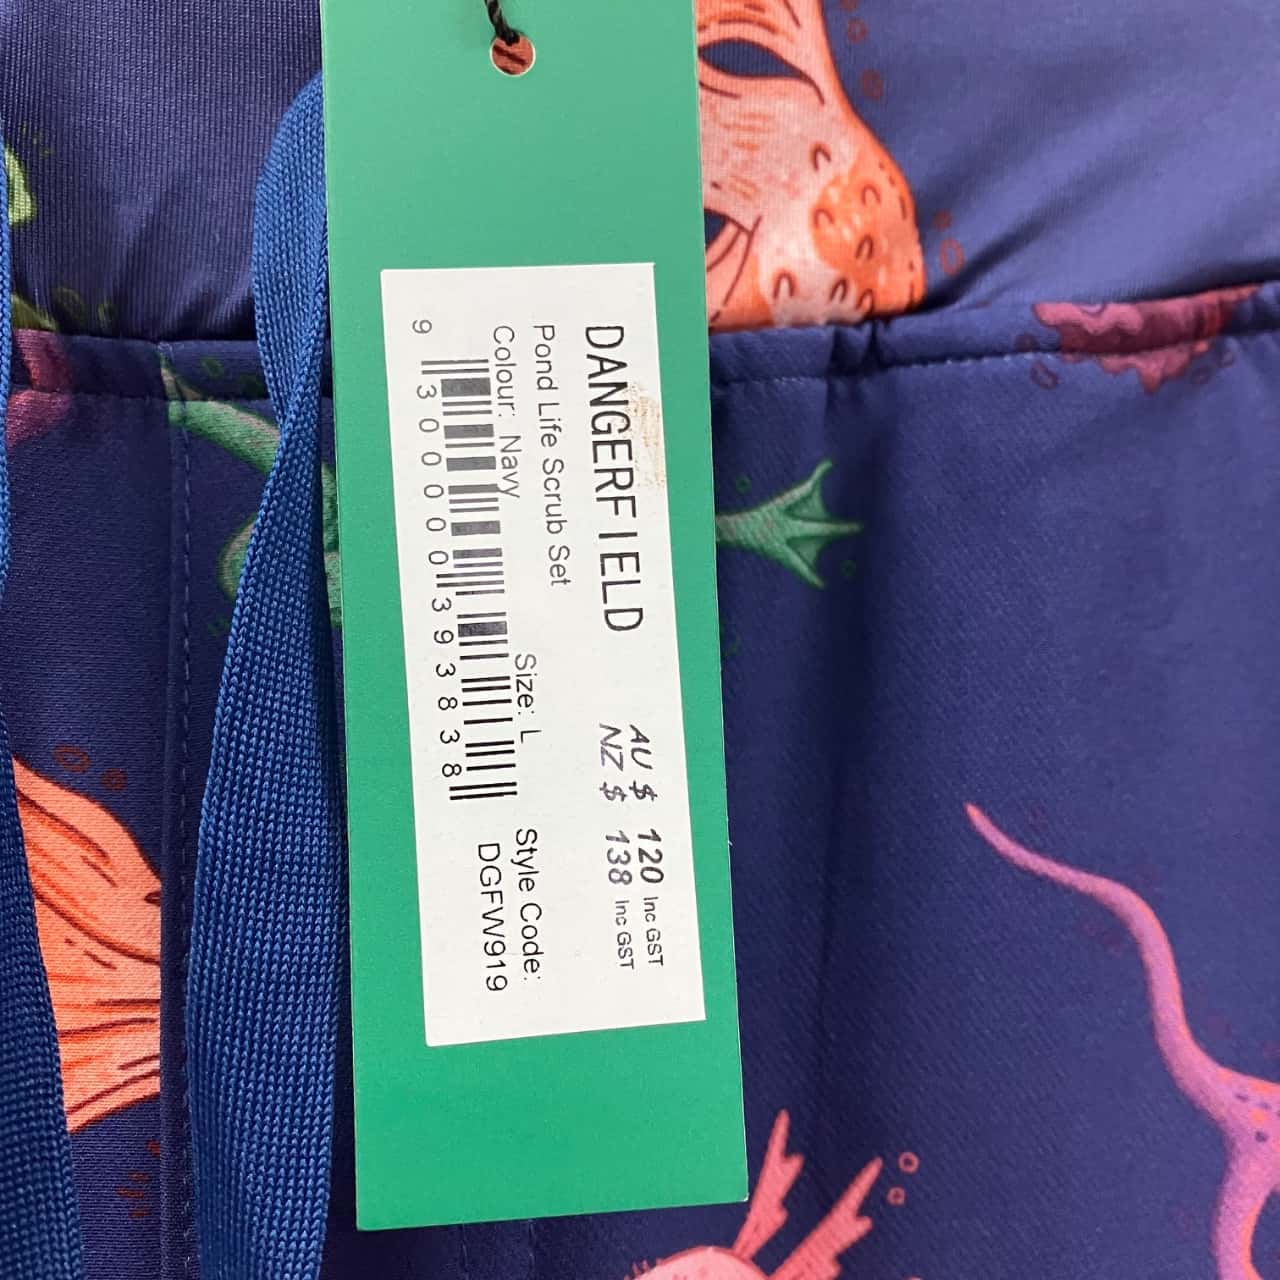 DANGERFIELD
AU $ 120 Inc GST
NZ $ 138 Inc GST
Pond Life Scrub Set
Colour: Navy
Size: L
Style Code:
DGFW919
9 300000 393838